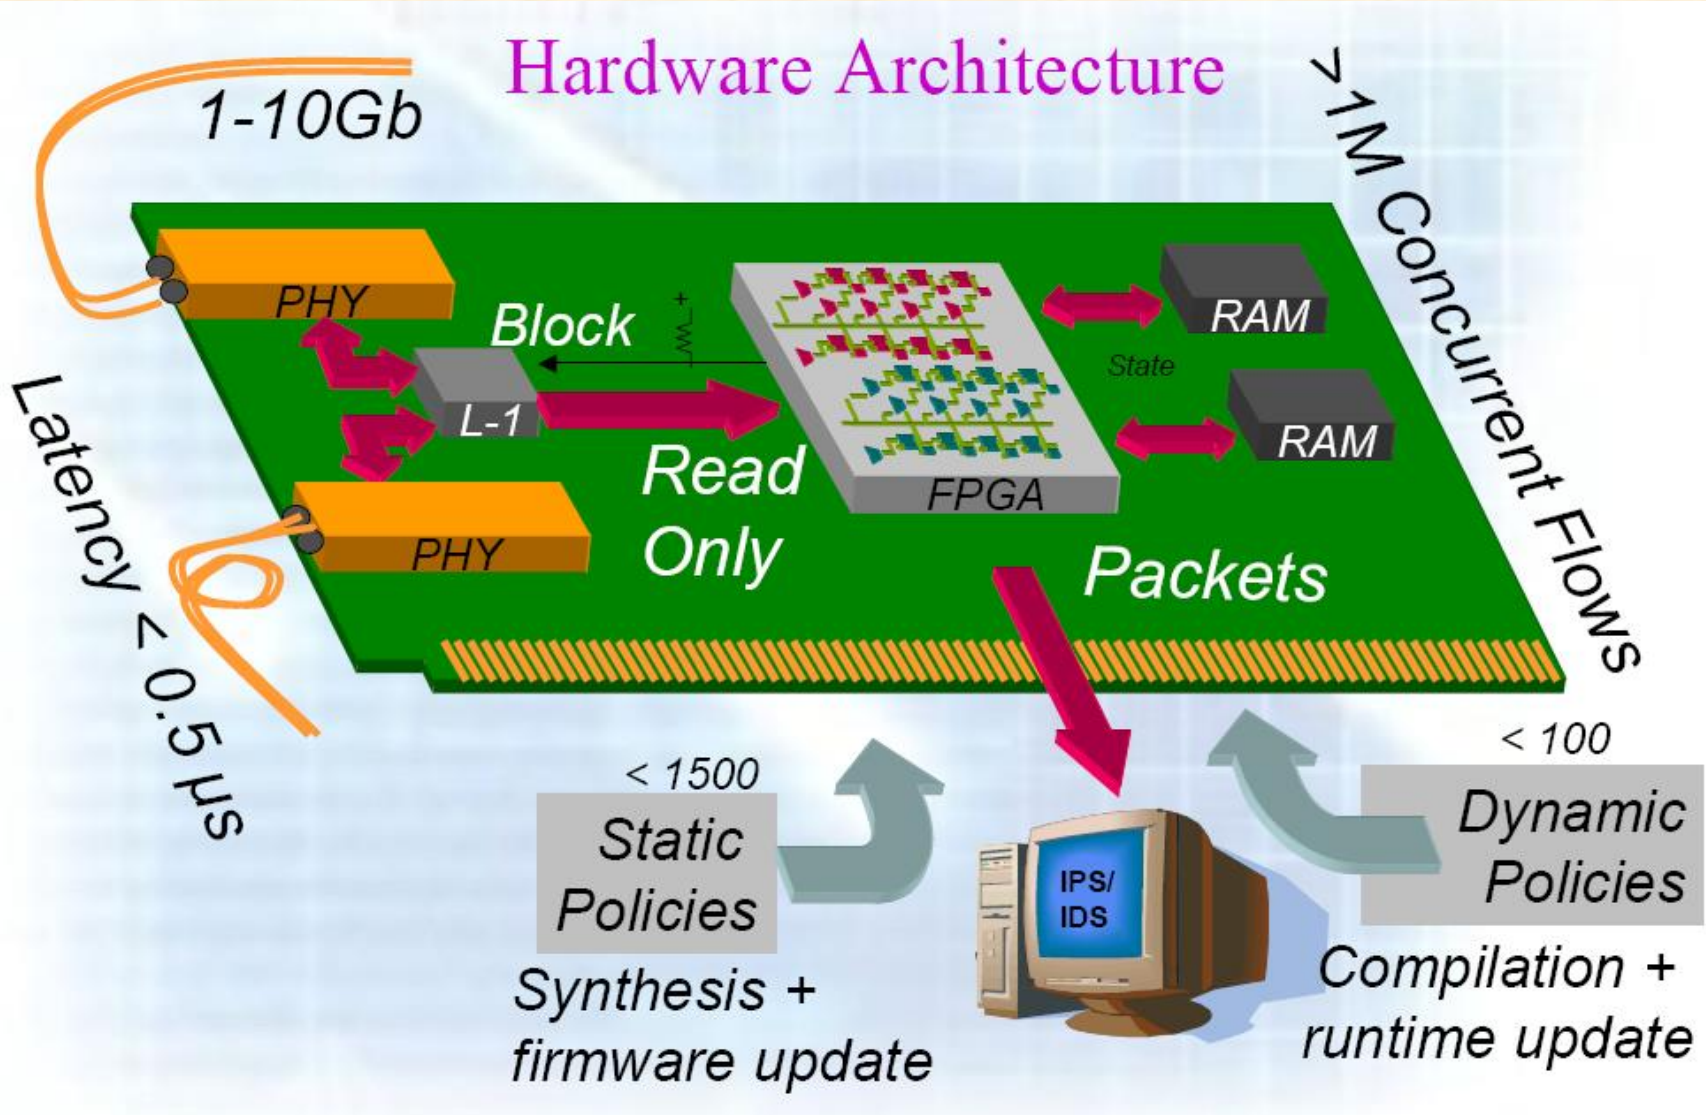 Hardware Architecture
1-10Gb
>1M Concurrent Flows
PHY
Block
+
RAM
State
L-1
RAM
Read
Only
FPGA
PHY
Packets
Latency < 0.5 µs
< 1500
Static
Policies
Synthesis +
firmware update
IPS/
IDS
< 100
Dynamic
Policies
Compilation +
runtime update